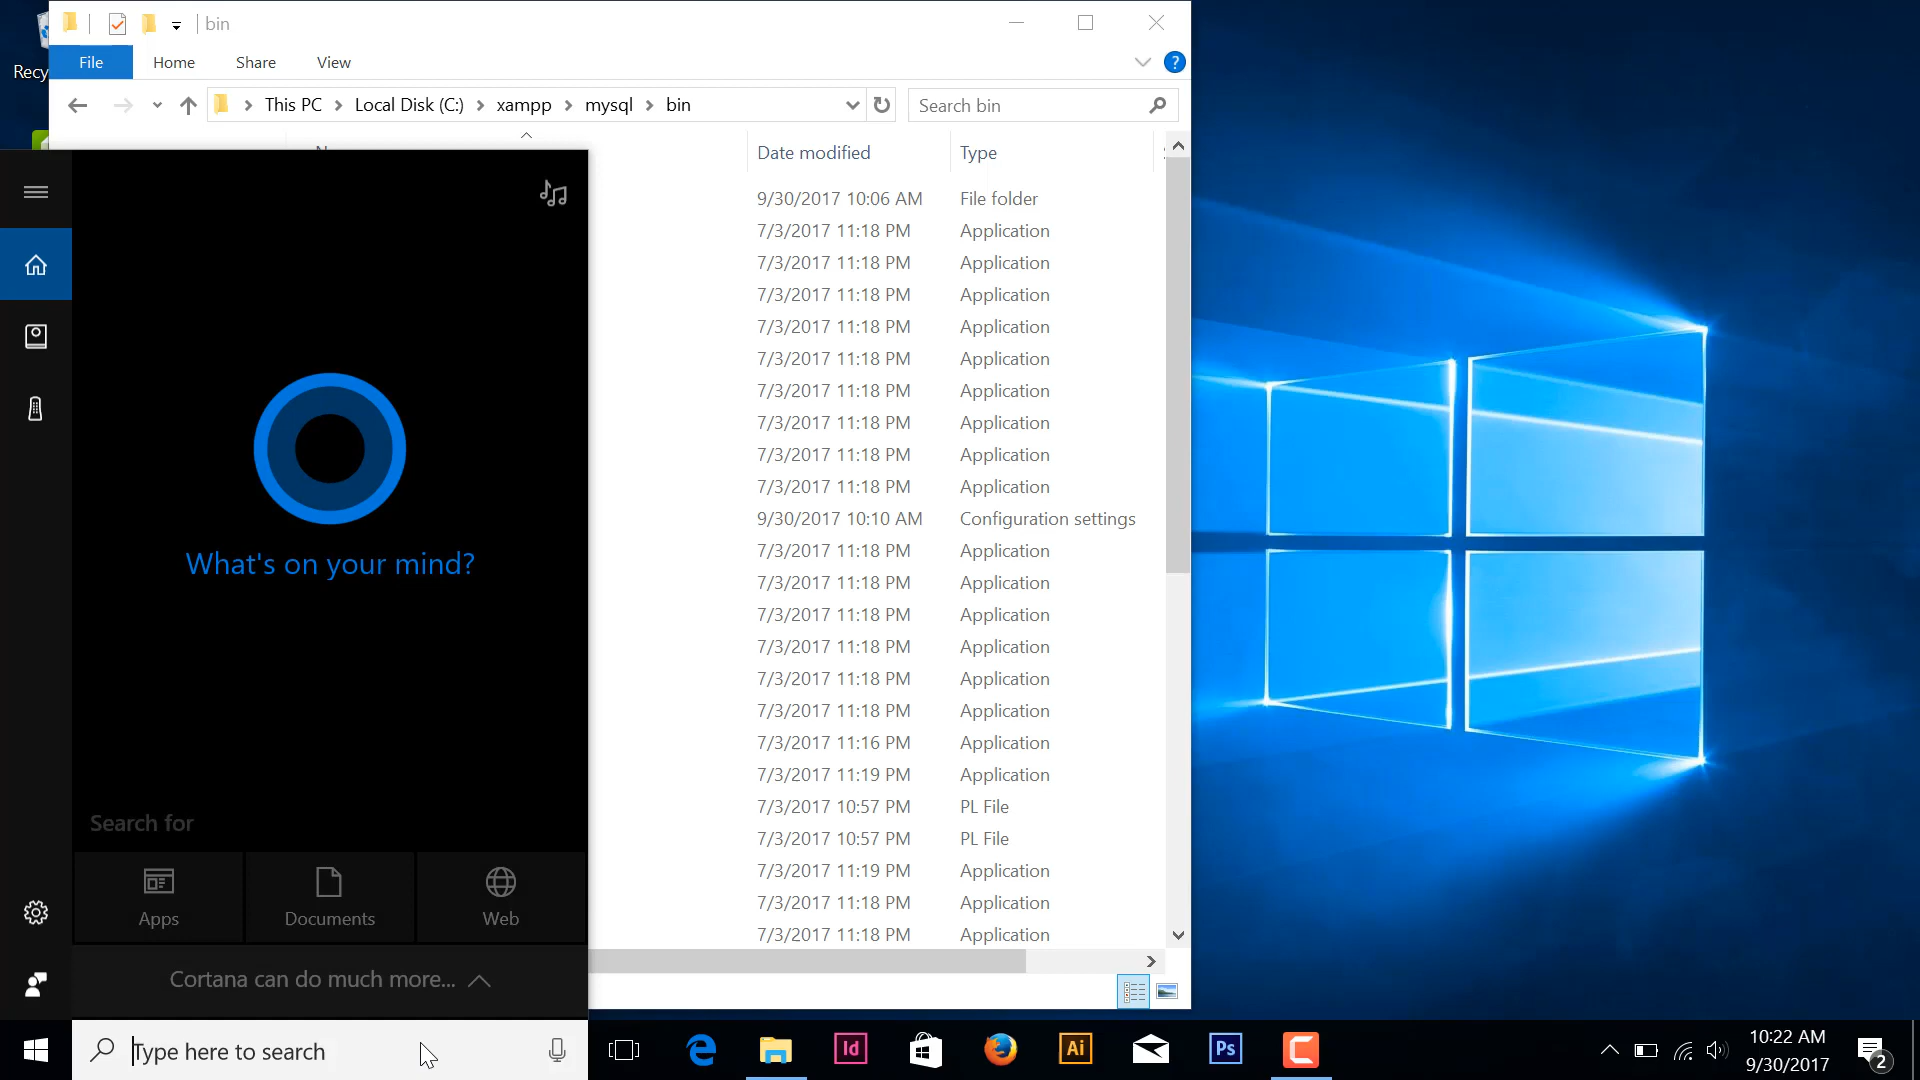 bin
Recy
File
Home
Share
View
?
This PC
Local Disk (C:)
xampp
mysql
bin
Search bin
Date modified
Type
9/30/2017 10:06 AM File folder
7/3/2017 11:18 PM Application
7/3/2017 11:18 PM Application
7/3/2017 11:18 PM Application
7/3/2017 11:18 PM Application
7/3/2017 11:18 PM Application
7/3/2017 11:18 PM Application
7/3/2017 11:18 PM Application
7/3/2017 11:18 PM Application
7/3/2017 11:18 PM Application
9/30/2017 10:10 AM Configuration settings
7/3/2017 11:18 PM Application
7/3/2017 11:18 PM Application
7/3/2017 11:18 PM Application
7/3/2017 11:18 PM Application
7/3/2017 11:18 PM Application
7/3/2017 11:18 PM Application
7/3/2017 11:16 PM Application
7/3/2017 11:19 PM Application
7/3/2017 10:57 PM PL File
7/3/2017 10:57 PM PL File
7/3/2017 11:19 PM Application
7/3/2017 11:18 PM Application
7/3/2017 11:18 PM Application
What's on your mind?
Search for
Apps
Documents
Web
Cortana can do much more...
Type here to search
Id
Ai
Ps
10:22 AM
9/30/2017
2